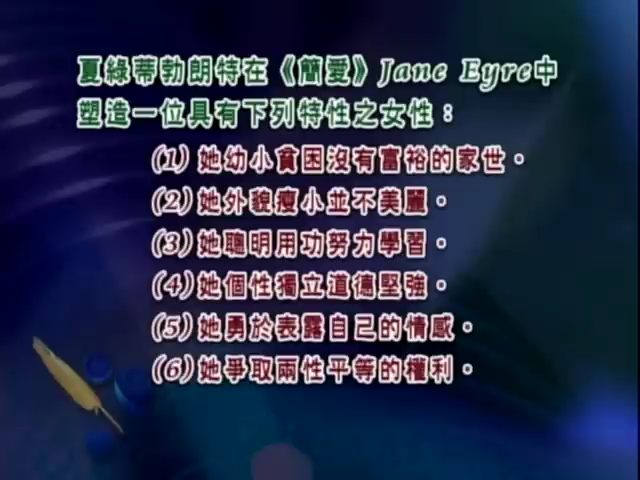 夏綠蒂勃朗特在《簡愛》Jane Eyre中
塑造一位具有下列特性之女性：
(1)她幼小貧困沒有富裕的家世。
(2)她外貌瘦小並不美麗。
(3)她聰明用功努力學習。
(4)她個性獨立道德堅強。
(5)她勇於表露自己的情感。
(6)她爭取兩性平等的權利。